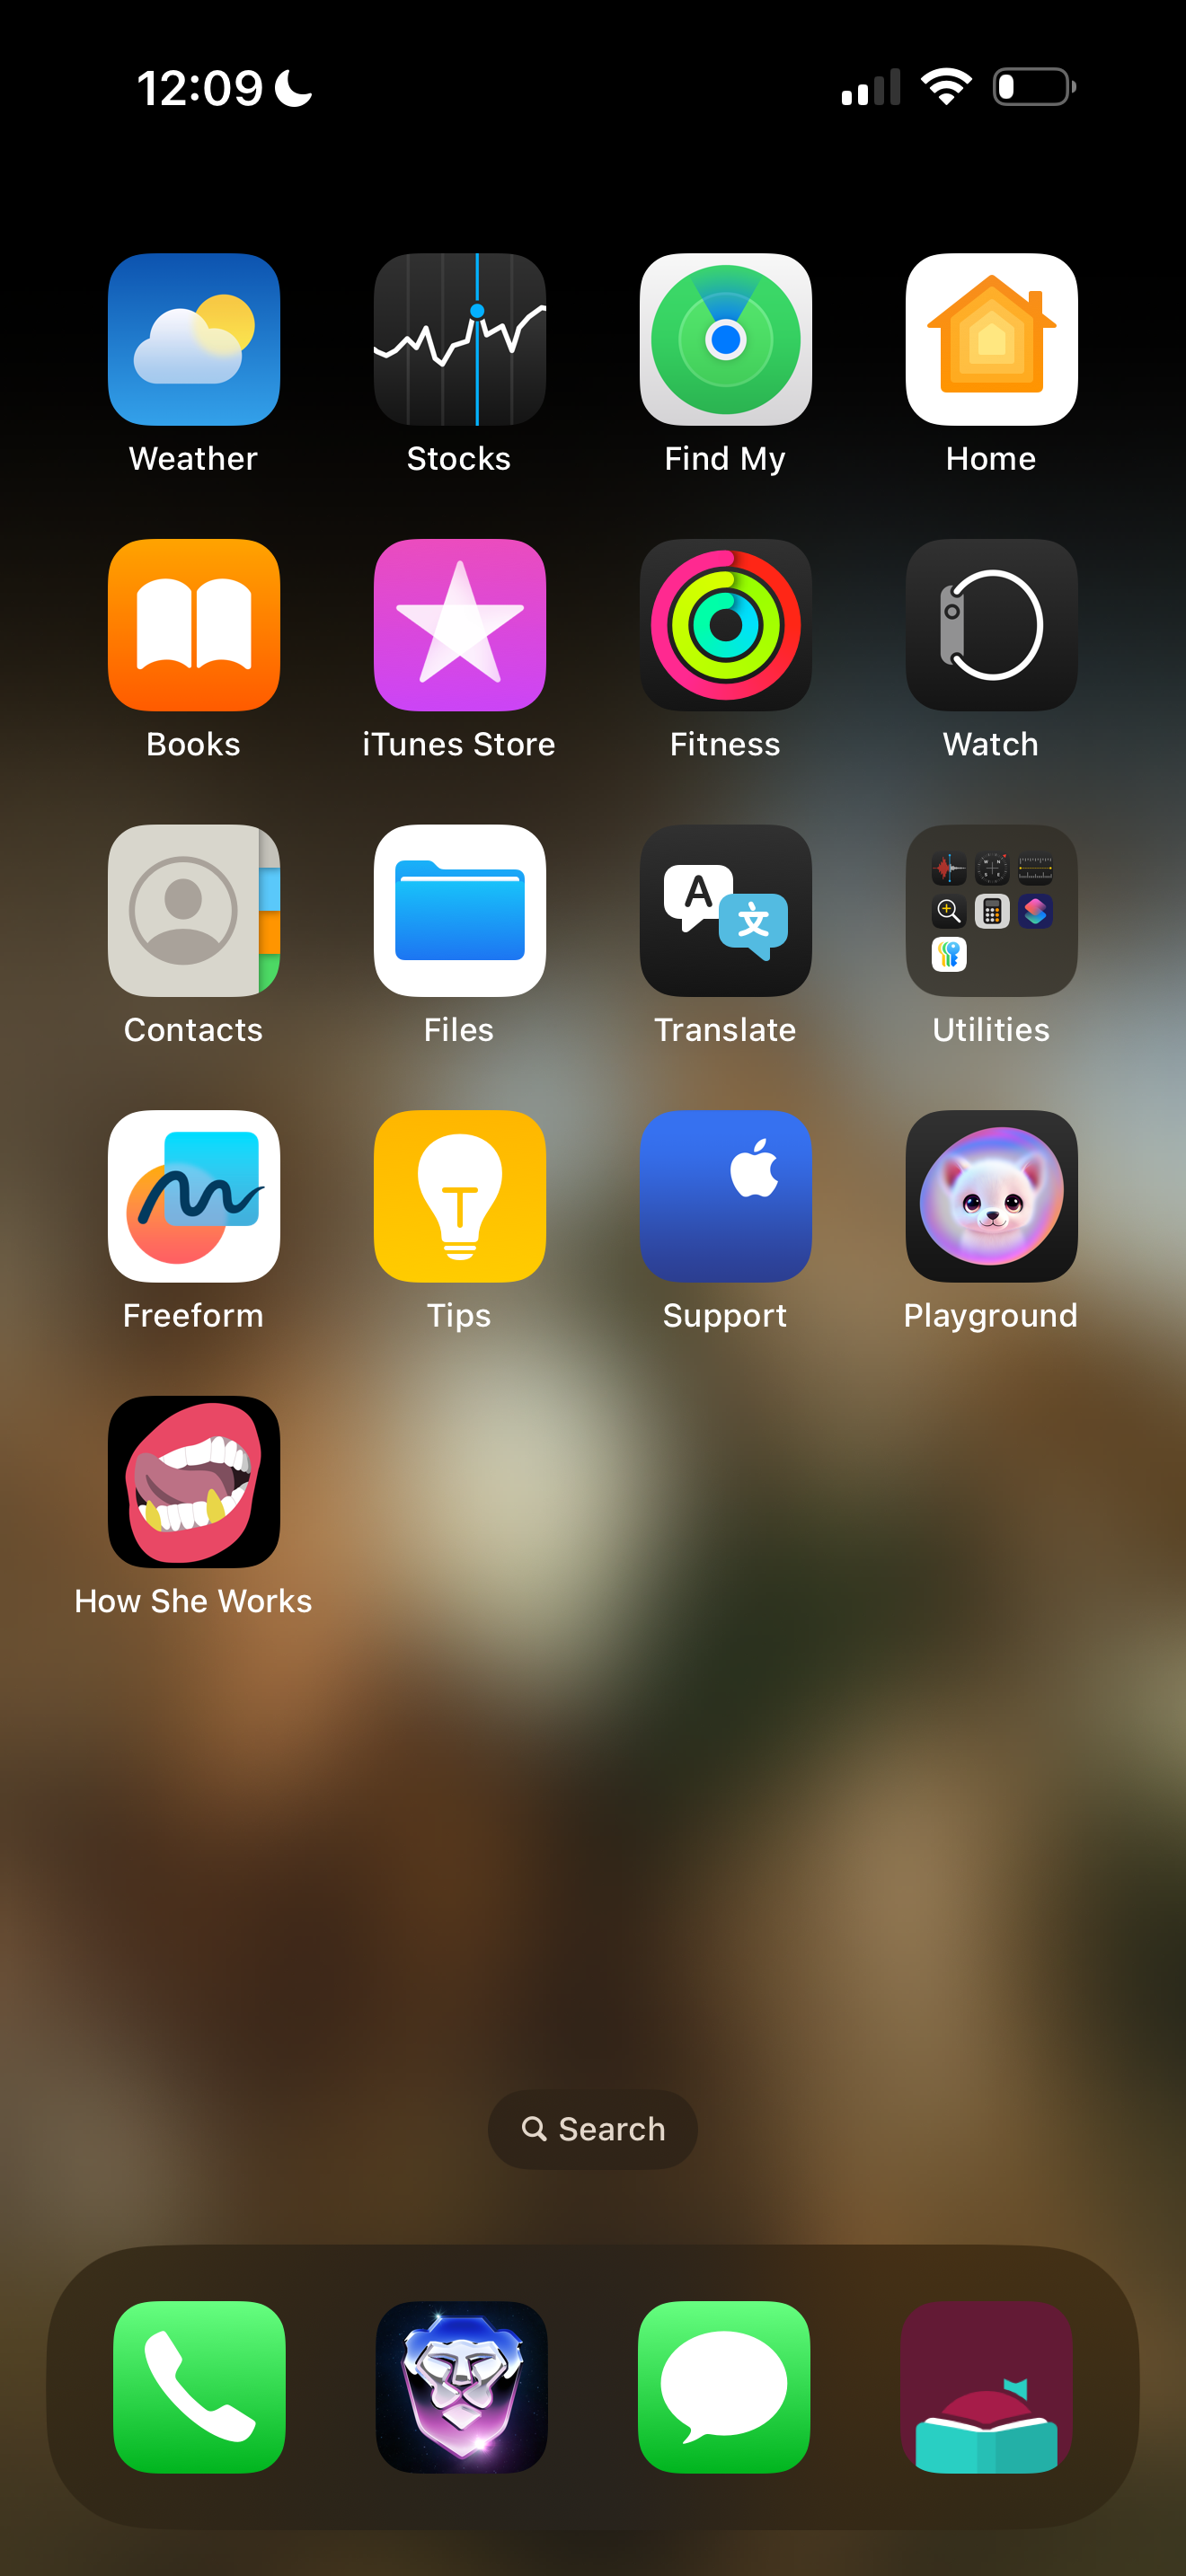 12:09
Weather Stocks Find My Home
Books iTunes Store Fitness Watch
A 文
Contacts Files Translate Utilities
Freeform Tips Support Playground
How She Works
Search